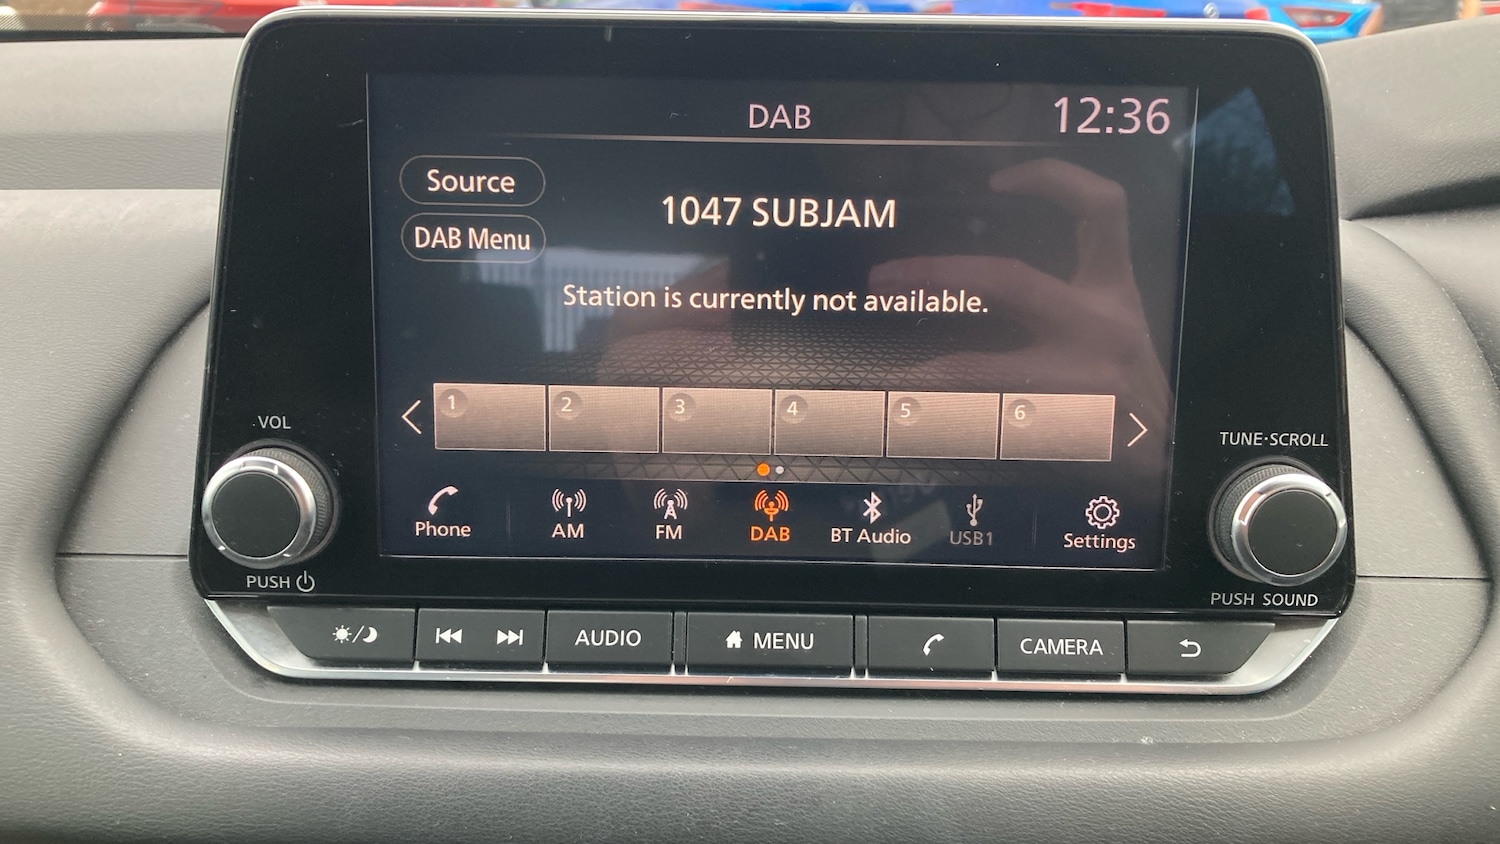 DAB
12:36
Source
1047 SUBJAM
DAB Menu
Station is currently not available.
1 2 3 4 5 6
VOL
TUNE·SCROLL
Phone AM FM DAB BT Audio USB1 Settings
PUSH
PUSH SOUND
AUDIO MENU CAMERA